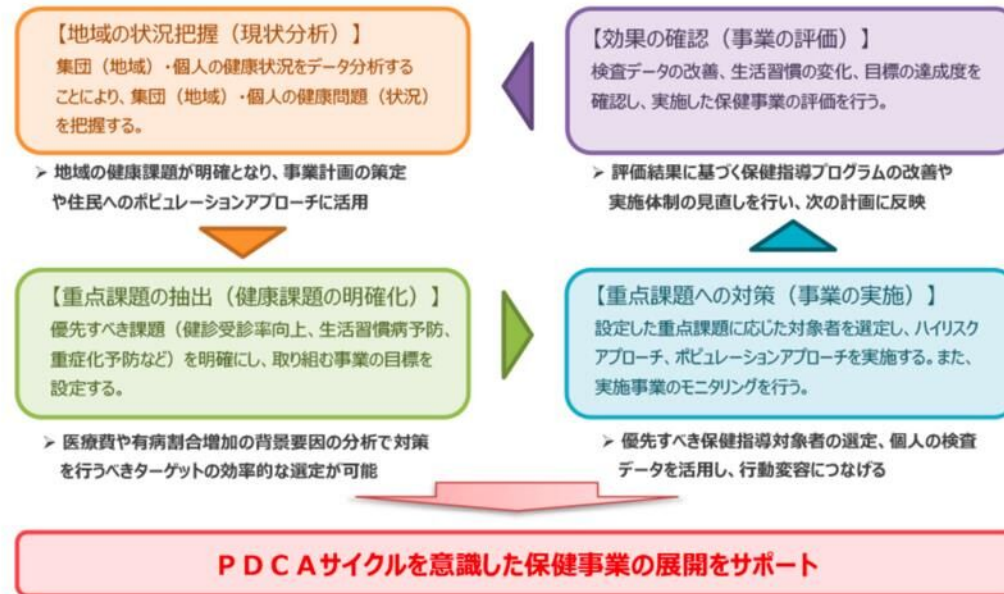 【地域の状況把握（現状分析）】
集団（地域）・個人の健康状況をデータ分析する
ことにより、集団（地域）・個人の健康問題（状況）
を把握する。
➢ 地域の健康課題が明確となり、事業計画の策定
や住民へのポピュレーションアプローチに活用
【重点課題の抽出（健康課題の明確化）】
優先すべき課題（健診受診率向上、生活習慣病予防、
重症化予防など）を明確にし、取り組む事業の目標を
設定する。
➢ 医療費や有病割合増加の背景要因の分析で対策
を行うべきターゲットの効率的な選定が可能
【重点課題への対策（事業の実施）】
設定した重点課題に応じた対象者を選定し、ハイリスク
アプローチ、ポピュレーションアプローチを実施する。また、
実施事業のモニタリングを行う。
➢ 優先すべき保健指導対象者の選定、個人の検査
データを活用し、行動変容につなげる
【効果の確認（事業の評価）】
検査データの改善、生活習慣の変化、目標の達成度を
確認し、実施した保健事業の評価を行う。
➢ 評価結果に基づく保健指導プログラムの改善や
実施体制の見直しを行い、次の計画に反映
ＰＤＣＡサイクルを意識した保健事業の展開をサポート